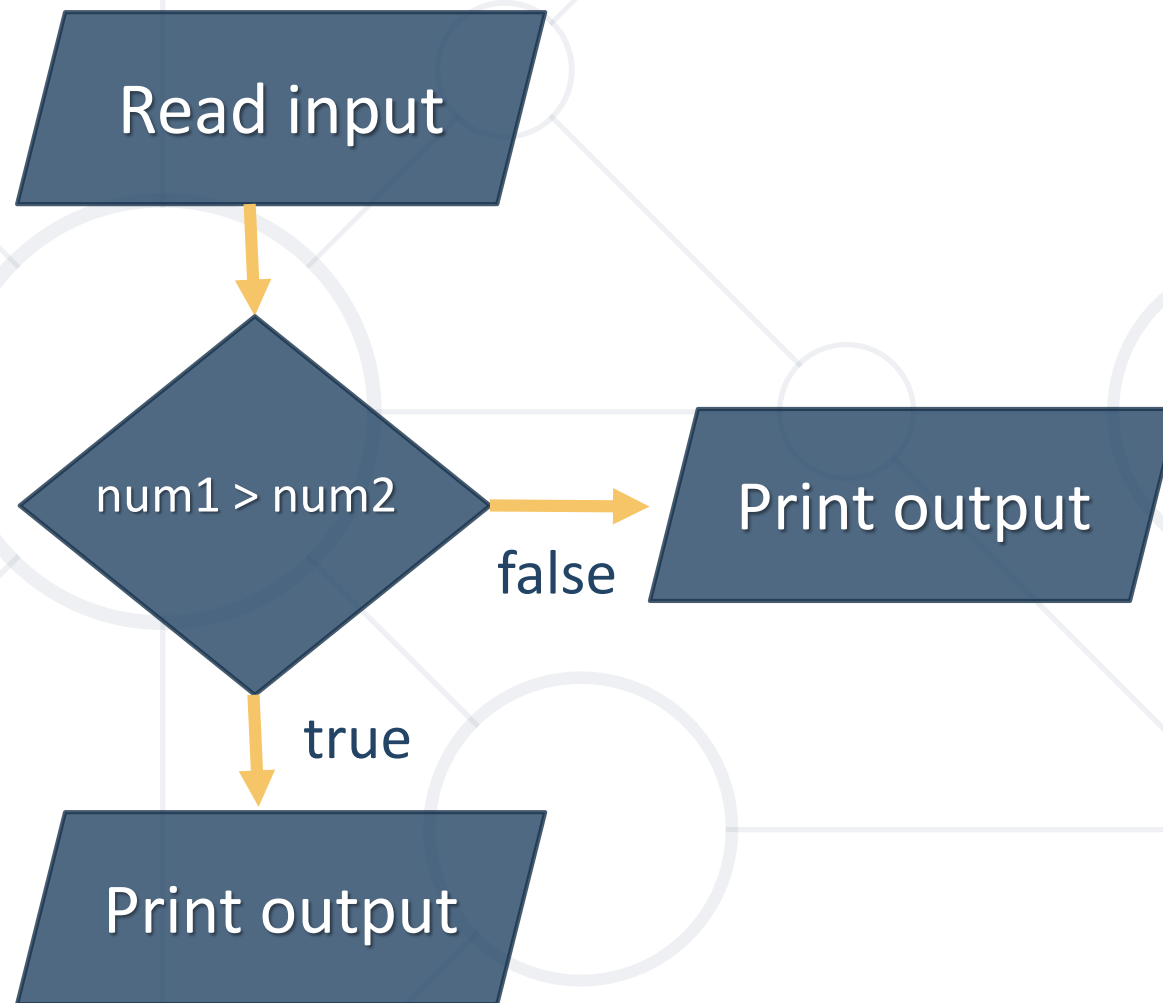 Read input
num1 > num2
false
Print output
true
Print output